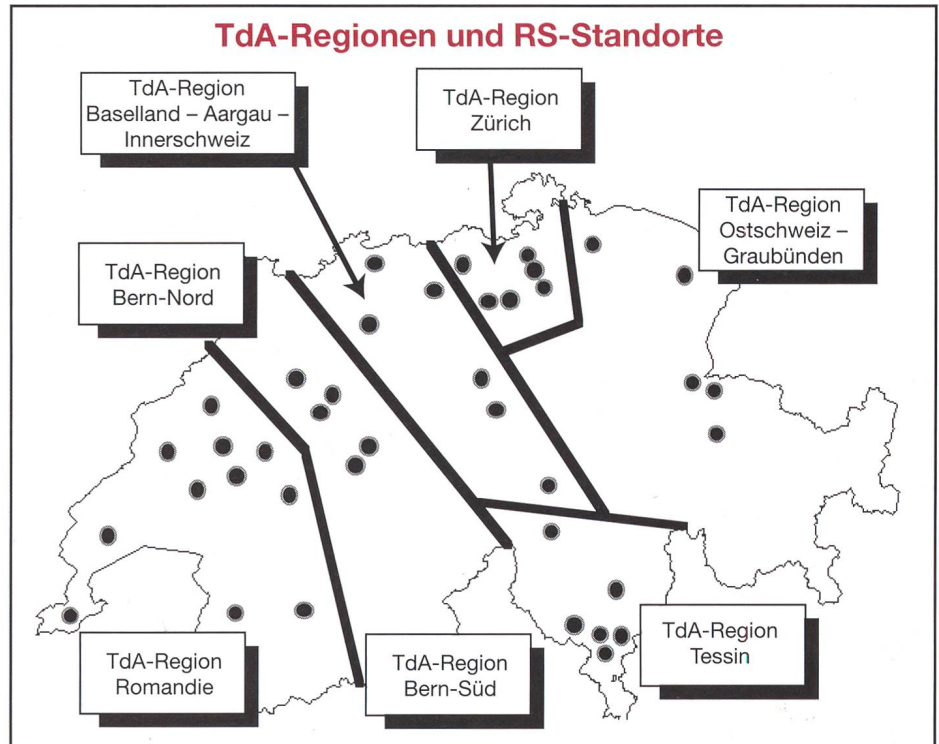 TdA-Regionen und RS-Standorte
TdA-Region
Baselland – Aargau –
Innerschweiz
TdA-Region
Zürich
TdA-Region
Ostschweiz –
Graubünden
TdA-Region
Bern-Nord
TdA-Region
Romandie
TdA-Region
Bern-Süd
TdA-Region
Tessin